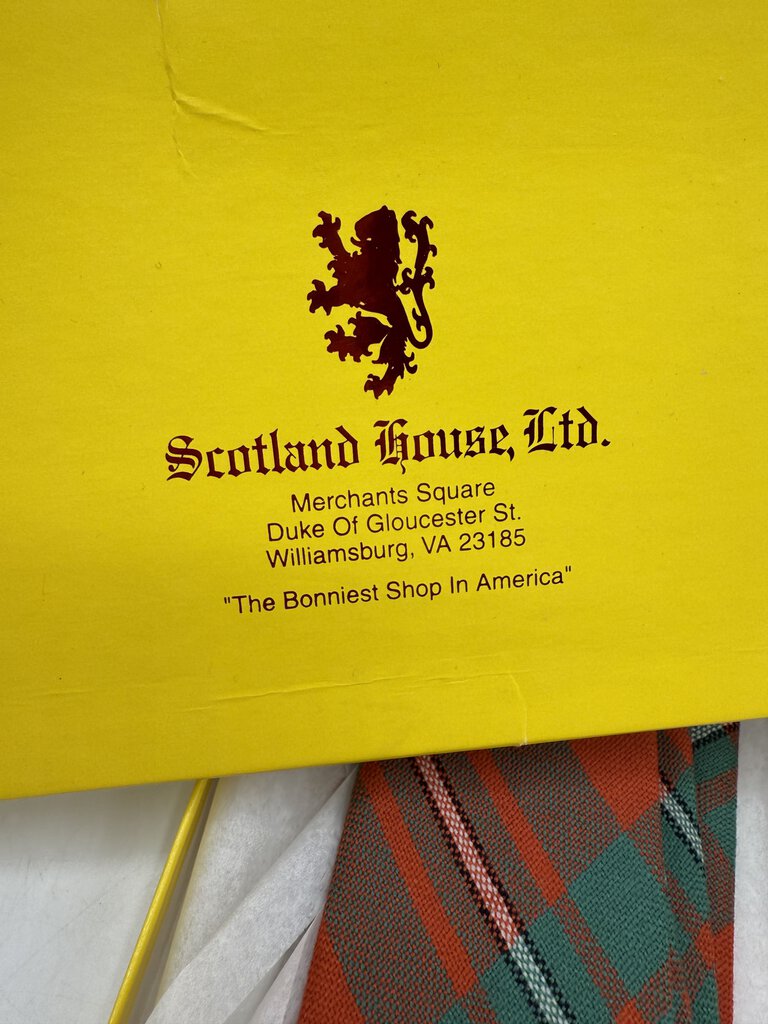 Scotland House, Ltd.
Merchants Square
Duke Of Gloucester St.
Williamsburg, VA 23185
"The Bonniest Shop In America"